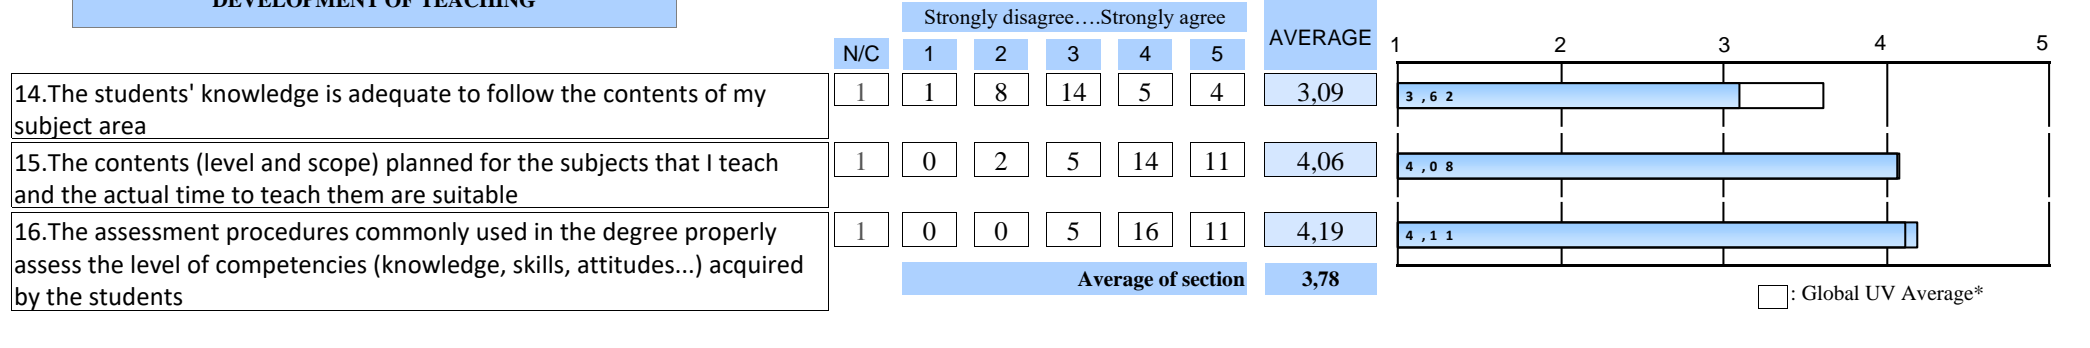 DEVELOPMENT OF TEACHING
Strongly disagree….Strongly agree
AVERAGE
N/C 1 2 3 4 5
1 2 3 4 5
14.The students' knowledge is adequate to follow the contents of my
subject area
1 1 8 14 5 4 3,09
3,62
15.The contents (level and scope) planned for the subjects that I teach
and the actual time to teach them are suitable
1 0 2 5 14 11 4,06
4,08
16.The assessment procedures commonly used in the degree properly
assess the level of competencies (knowledge, skills, attitudes...) acquired
by the students
1 0 0 5 16 11 4,19
4,11
Average of section 3,78
: Global UV Average*